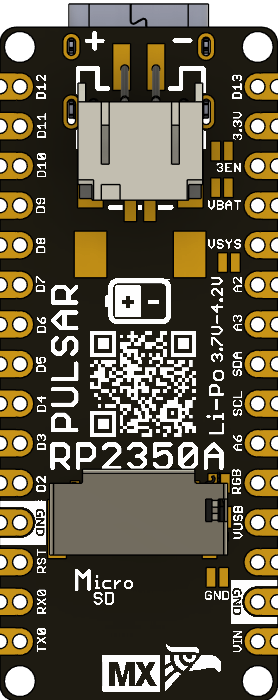 + -
D12
D11
D10
D9
D8
D7
D6
D5
D4
D3
D2
GND
RST
RX0
TX0
D13
3.3V
3EN
VBAT
VSYS
A2
A3
SDA
SCL
A6
RGB
VUSB
GND
VIN
+ -
PULSAR
Li-Po 3.7V-4.2V
RP2350A
Micro
SD
GND
MX